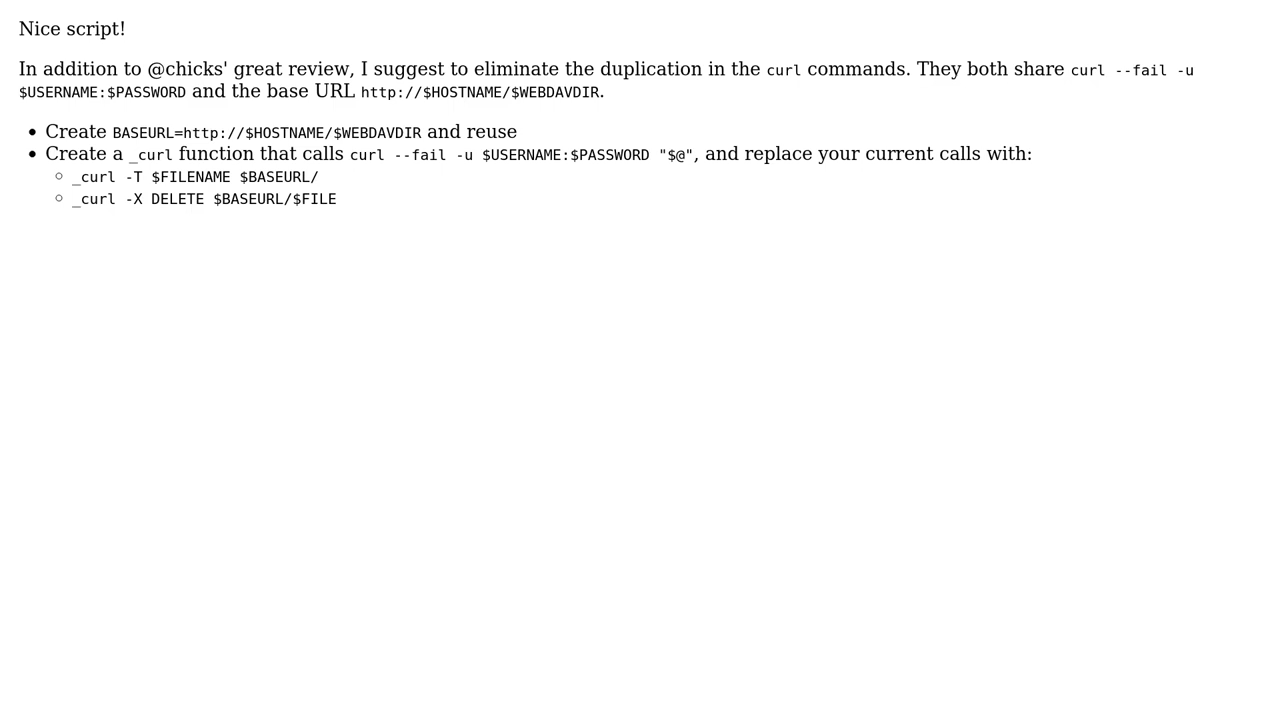 Nice script!
In addition to @chicks' great review, I suggest to eliminate the duplication in the curl commands. They both share curl --fail -u
$USERNAME:$PASSWORD and the base URL http://$HOSTNAME/$WEBDAVDIR.
Create BASEURL=http://$HOSTNAME/$WEBDAVDIR and reuse
Create a _curl function that calls curl --fail -u $USERNAME:$PASSWORD "$@", and replace your current calls with:
_curl -T $FILENAME $BASEURL/
_curl -X DELETE $BASEURL/$FILE